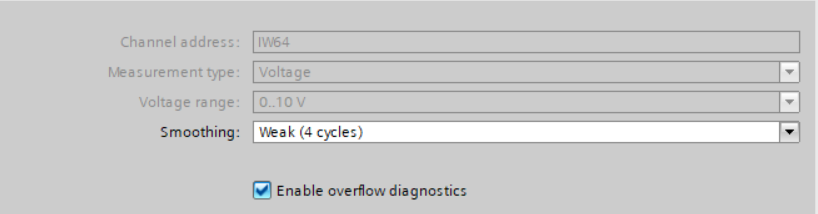 Channel address: IW64
Measurement type: Voltage
Voltage range: 0..10 V
Smoothing: Weak (4 cycles)
Enable overflow diagnostics